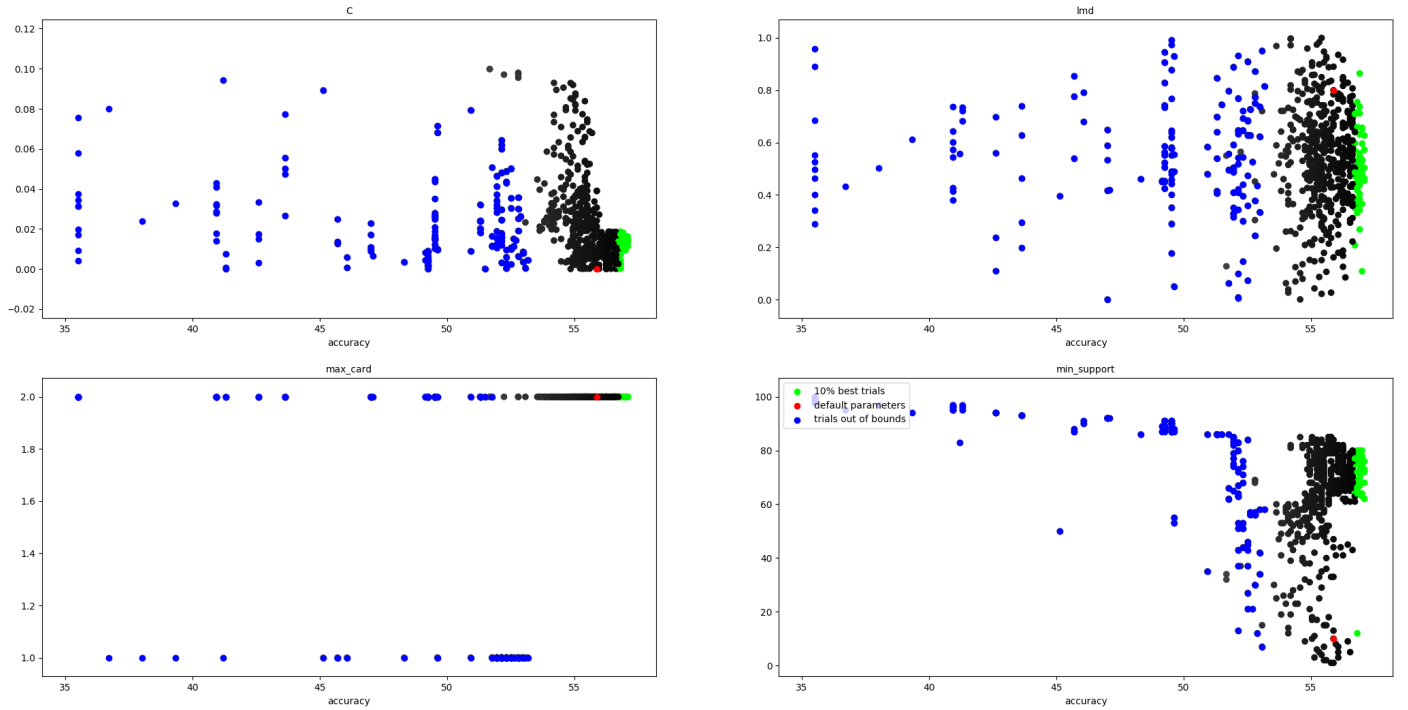 C
0.12
0.10
0.08
0.06
0.04
0.02
0.00
−0.02
35 40 45 50 55
accuracy
lmd
1.0
0.8
0.6
0.4
0.2
0.0
35 40 45 50 55
accuracy
max_card
2.0
1.8
1.6
1.4
1.2
1.0
35 40 45 50 55
accuracy
min_support
10% best trials
default parameters
trials out of bounds
100
80
60
40
20
0
35 40 45 50 55
accuracy